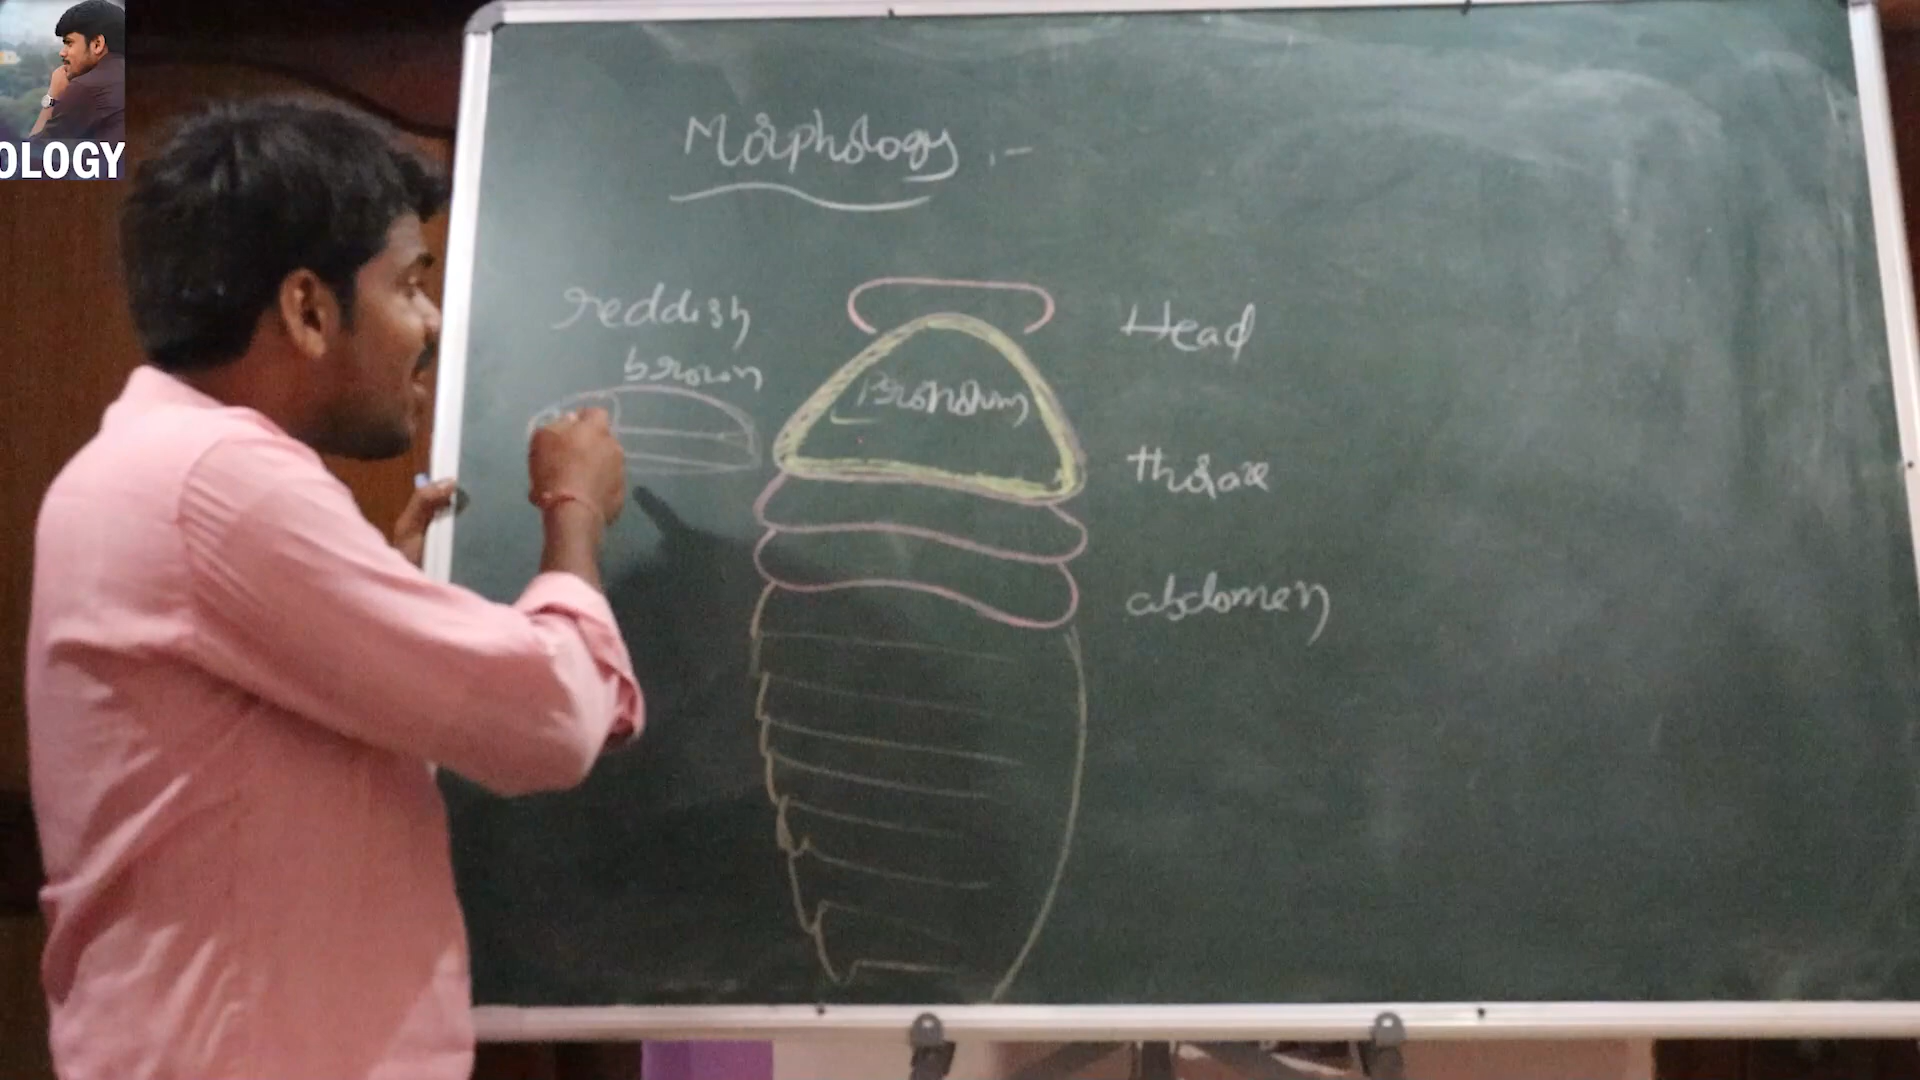 OLOGY
Morphology :-
reddish
brown
Head
Pronotum
thorax
abdomen